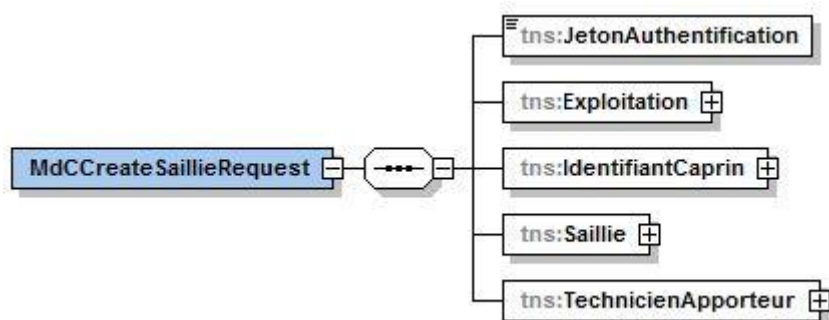 tns:JetonAuthentification
tns:Exploitation
MdCCreateSaillieRequest
tns:IdentifiantCaprin
tns:Saillie
tns:TechnicienApporteur